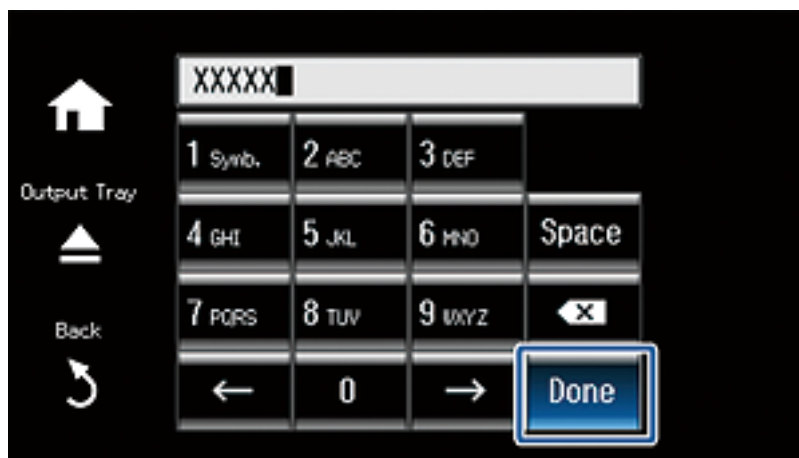 XXXXX
1 Symb. 2 ABC 3 DEF
Output Tray
4 GHI 5 JKL 6 MNO Space
7 PQRS 8 TUV 9 WXYZ
Back
← 0 → Done